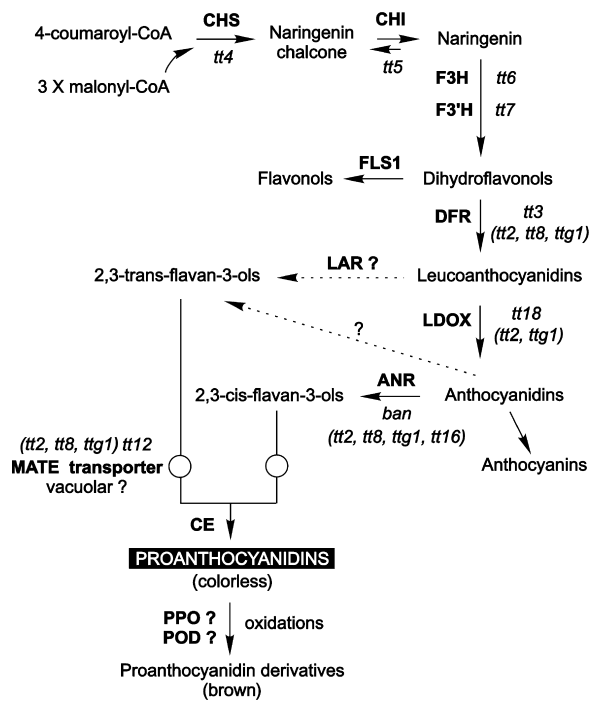 CHS
CHI
4-coumaroyl-CoA
Naringenin
chalcone
Naringenin
tt4
tt5
3 X malonyl-CoA
F3H
tt6
F3'H
tt7
FLS1
Flavonols
Dihydroflavonols
DFR
tt3
(tt2, tt8, ttg1)
LAR ?
2,3-trans-flavan-3-ols
Leucoanthocyanidins
LDOX
tt18
(tt2, ttg1)
?
ANR
2,3-cis-flavan-3-ols
Anthocyanidins
ban
(tt2, tt8, ttg1, tt16)
(tt2, tt8, ttg1) tt12
MATE transporter
vacuolar ?
Anthocyanins
CE
PROANTHOCYANIDINS
(colorless)
PPO ?
POD ?
oxidations
Proanthocyanidin derivatives
(brown)